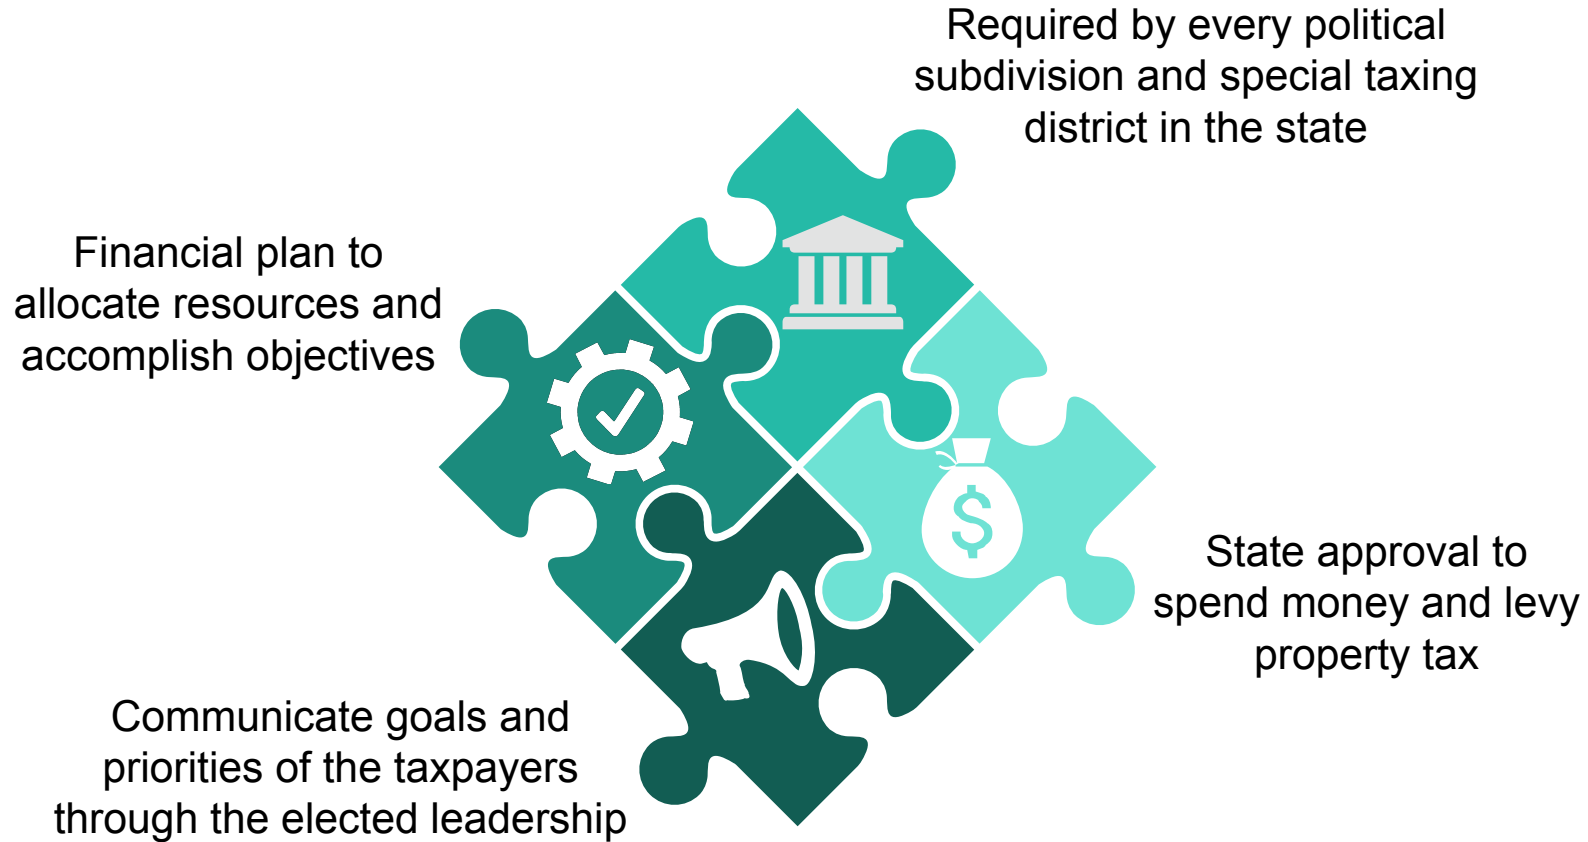 Required by every political
subdivision and special taxing
district in the state
Financial plan to
allocate resources and
accomplish objectives
$
State approval to
spend money and levy
property tax
Communicate goals and
priorities of the taxpayers
through the elected leadership